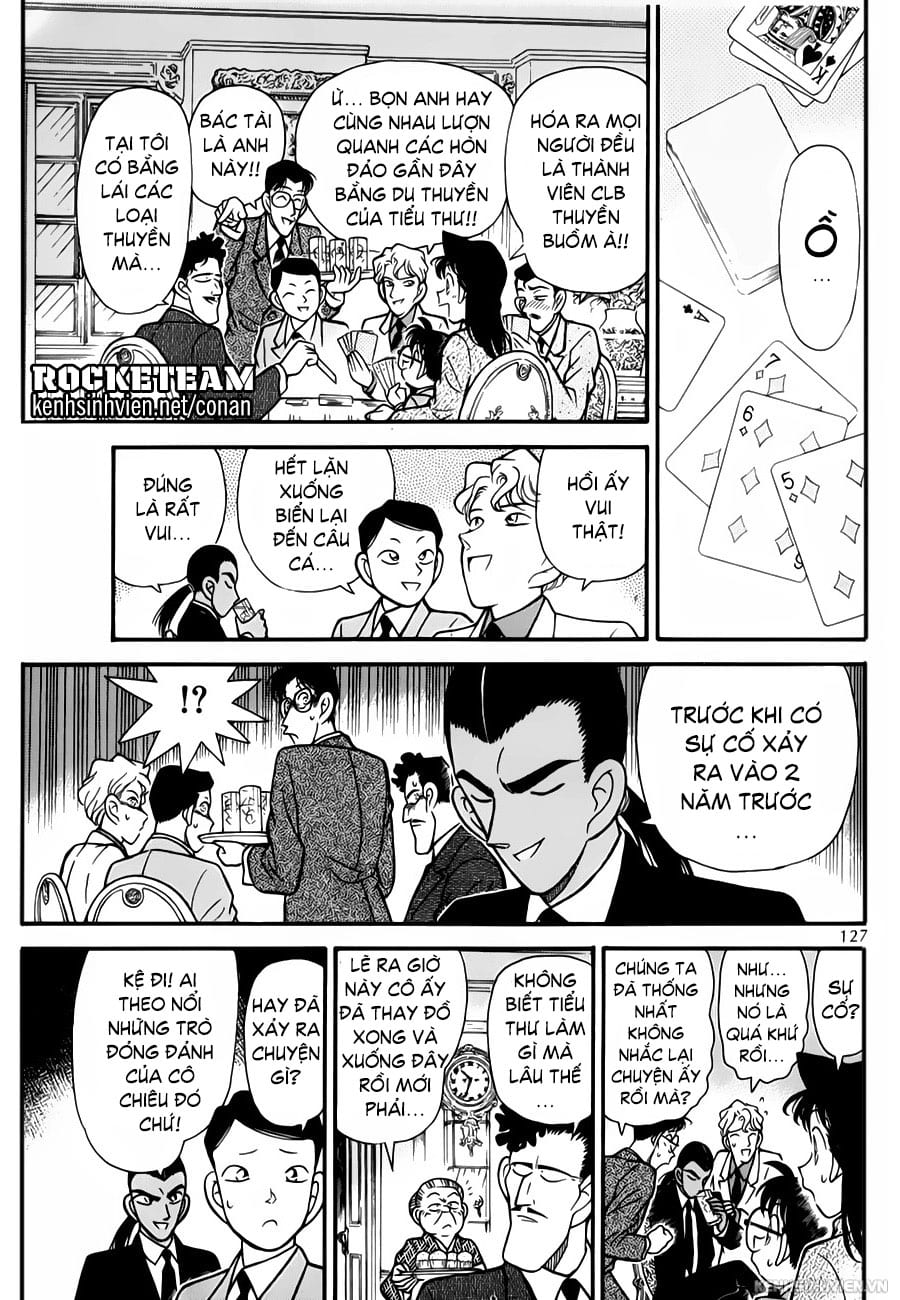 Ồ
...
HÓA RA MỌI
NGƯỜI ĐỀU
LÀ THÀNH
VIÊN CLB
THUYỀN
BUỒM À!!
Ừ... BỌN ANH HAY
CÙNG NHAU LƯỢN
QUANH CÁC HÒN
ĐẢO GẦN ĐÂY
BẰNG DU THUYỀN
CỦA TIỂU THƯ!!
BÁC TÀI
LÀ ANH
NÀY!!
TẠI TÔI
CÓ BẰNG
LÁI CÁC
LOẠI
THUYỀN
MÀ...
K
A
7
6
5
6
ROCKETEAM
kenhsinhvien.net/conan
HỒI ẤY
VUI
THẬT!
HẾT LẶN
XUỐNG
BIỂN LẠI
ĐẾN CÂU
CÁ...
ĐÚNG
LÀ RẤT
VUI...
TRƯỚC KHI CÓ
SỰ CỐ XẢY
RA VÀO 2
NĂM TRƯỚC
...
!?
127
SỰ
CỐ?
NHƯ...
NHƯNG
NÓ LÀ
QUÁ KHỨ
RỒI...
CHÚNG TA
ĐÃ THỐNG
NHẤT
KHÔNG
NHẮC LẠI
CHUYỆN ẤY
RỒI MÀ?
KHÔNG
BIẾT TIỂU
THƯ LÀM
GÌ MÀ
LÂU THẾ
...
LẼ RA GIỜ
NÀY CÔ ẤY
ĐÃ THAY ĐỒ
XONG VÀ
XUỐNG ĐÂY
RỒI MỚI
PHẢI...
HAY ĐÃ
XẢY RA
CHUYỆN
GÌ?
KỆ ĐI! AI
THEO NỔI
NHỮNG TRÒ
ĐỎNG ĐẢNH
CỦA CÔ
CHIÊU ĐÓ
CHỨ!
KENHSINHVIEN.VN